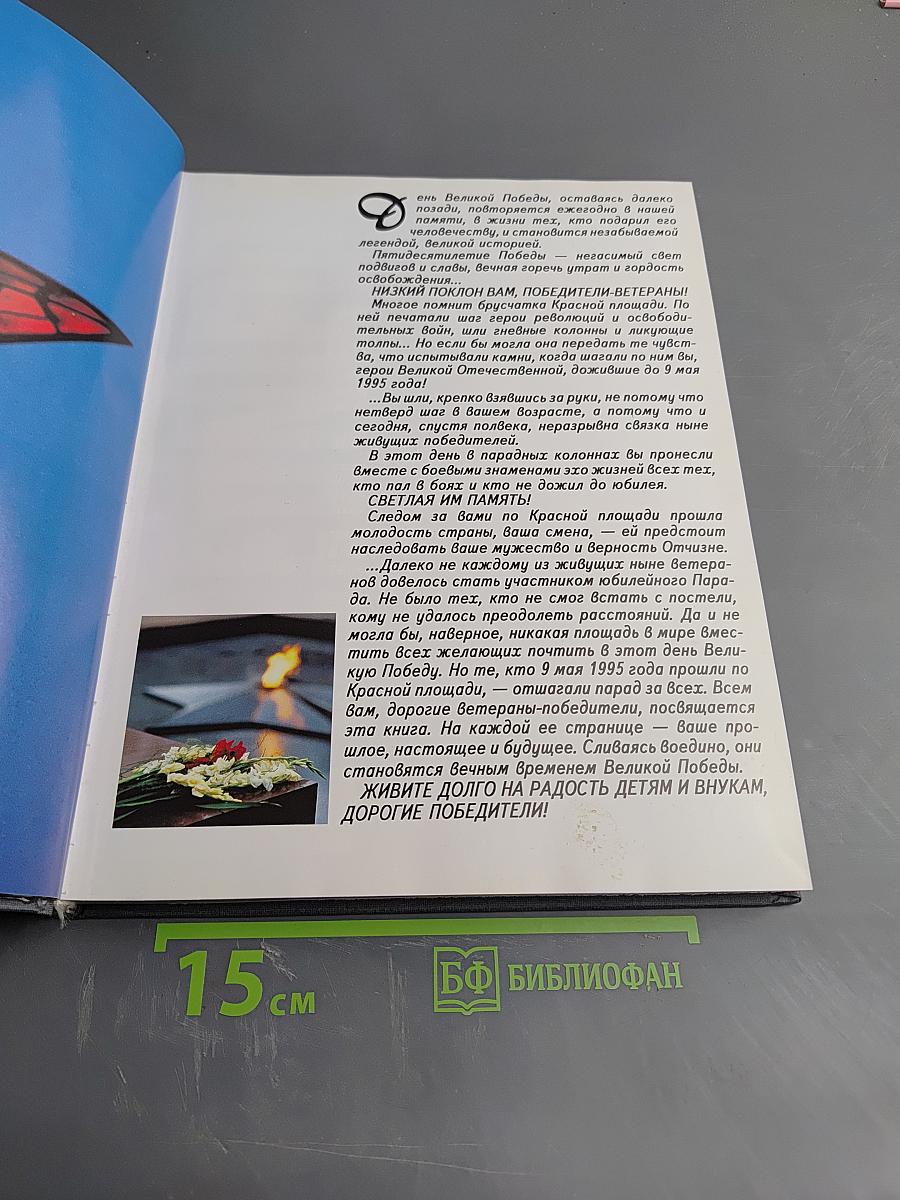 День Великой Победы, оставаясь далеко
позади, повторяется ежегодно в нашей
памяти, в жизни тех, кто подарил его
человечеству, и становится незабываемой
легендой, великой историей.
Пятидесятилетие Победы — негасимый свет
подвигов и славы, вечная горечь утрат и гордость
освобождения...
НИЗКИЙ ПОКЛОН ВАМ, ПОБЕДИТЕЛИ-ВЕТЕРАНЫ!
Многое помнит брусчатка Красной площади. По
ней печатали шаг герои революций и освободи-
тельных войн, шли гневные колонны и ликующие
толпы... Но если бы могла она передать те чувст-
ва, что испытывали камни, когда шагали по ним вы,
герои Великой Отечественной, дожившие до 9 мая
1995 года!
...Вы шли, крепко взявшись за руки, не потому что
нетверд шаг в вашем возрасте, а потому что и
сегодня, спустя полвека, неразрывна связка ныне
живущих победителей.
В этот день в парадных колоннах вы пронесли
вместе с боевыми знаменами эхо жизней всех тех,
кто пал в боях и кто не дожил до юбилея.
СВЕТЛАЯ ИМ ПАМЯТЬ!
Следом за вами по Красной площади прошла
молодость страны, ваша смена, — ей предстоит
наследовать ваше мужество и верность Отчизне.
...Далеко не каждому из живущих ныне ветера-
нов довелось стать участником юбилейного Пара-
да. Не было тех, кто не смог встать с постели,
кому не удалось преодолеть расстояний. Да и не
могла бы, наверное, никакая площадь в мире вмес-
тить всех желающих почтить в этот день Вели-
кую Победу. Но те, кто 9 мая 1995 года прошли по
Красной площади, — отшагали парад за всех. Всем
вам, дорогие ветераны-победители, посвящается
эта книга. На каждой ее странице — ваше про-
шлое, настоящее и будущее. Сливаясь воедино, они
становятся вечным временем Великой Победы.
ЖИВИТЕ ДОЛГО НА РАДОСТЬ ДЕТЯМ И ВНУКАМ,
ДОРОГИЕ ПОБЕДИТЕЛИ!
15 см
БФ БИБЛИОФАН